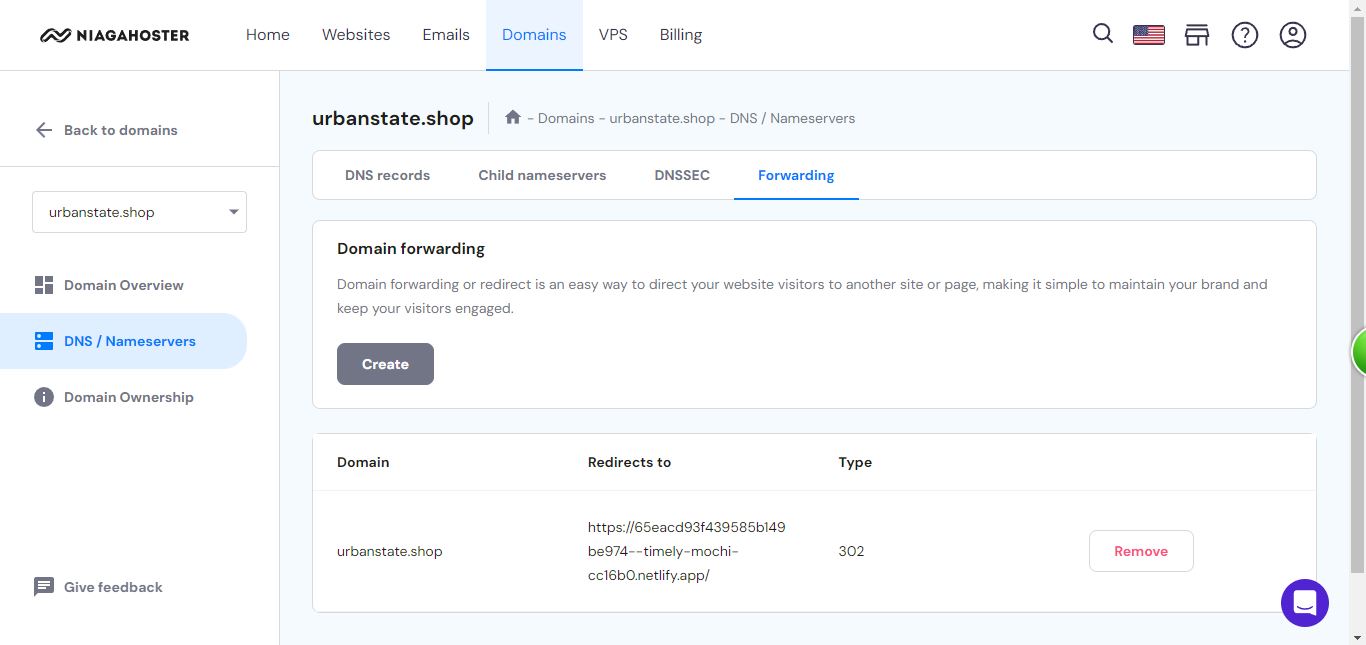 NIAGAHOSTER
Home
Websites
Emails
Domains
VPS
Billing
Back to domains
urbanstate.shop
Domain Overview
DNS / Nameservers
Domain Ownership
Give feedback
urbanstate.shop
- Domains - urbanstate.shop - DNS / Nameservers
DNS records
Child nameservers
DNSSEC
Forwarding
Domain forwarding
Domain forwarding or redirect is an easy way to direct your website visitors to another site or page, making it simple to maintain your brand and
keep your visitors engaged.
Create
Domain
Redirects to
Type
urbanstate.shop
https://65eacd93f439585b149
be974--timely-mochi-
cc16b0.netlify.app/
302
Remove